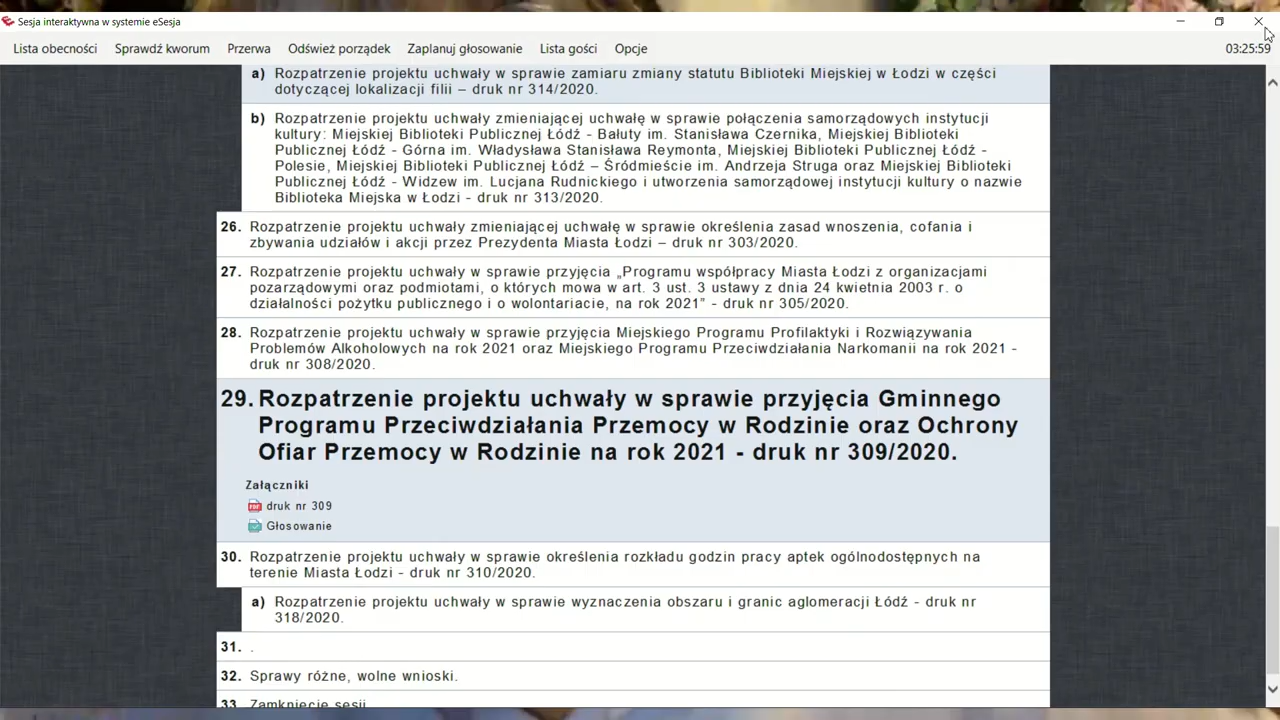 Sesja interaktywna w systemie eSesja
Lista obecności Sprawdź kworum Przerwa Odśwież porządek Zaplanuj głosowanie Lista gości Opcje 03:25:59
a) Rozpatrzenie projektu uchwały w sprawie zamiaru zmiany statutu Biblioteki Miejskiej w Łodzi w części
dotyczącej lokalizacji filii – druk nr 314/2020.
b) Rozpatrzenie projektu uchwały zmieniającej uchwałę w sprawie połączenia samorządowych instytucji
kultury: Miejskiej Biblioteki Publicznej Łódź - Bałuty im. Stanisława Czernika, Miejskiej Biblioteki
Publicznej Łódź - Górna im. Władysława Stanisława Reymonta, Miejskiej Biblioteki Publicznej Łódź -
Polesie, Miejskiej Biblioteki Publicznej Łódź – Śródmieście im. Andrzeja Struga oraz Miejskiej Biblioteki
Publicznej Łódź - Widzew im. Lucjana Rudnickiego i utworzenia samorządowej instytucji kultury o nazwie
Biblioteka Miejska w Łodzi - druk nr 313/2020.
26. Rozpatrzenie projektu uchwały zmieniającej uchwałę w sprawie określenia zasad wnoszenia, cofania i
zbywania udziałów i akcji przez Prezydenta Miasta Łodzi – druk nr 303/2020.
27. Rozpatrzenie projektu uchwały w sprawie przyjęcia „Programu współpracy Miasta Łodzi z organizacjami
pozarządowymi oraz podmiotami, o których mowa w art. 3 ust. 3 ustawy z dnia 24 kwietnia 2003 r. o
działalności pożytku publicznego i o wolontariacie, na rok 2021” - druk nr 305/2020.
28. Rozpatrzenie projektu uchwały w sprawie przyjęcia Miejskiego Programu Profilaktyki i Rozwiązywania
Problemów Alkoholowych na rok 2021 oraz Miejskiego Programu Przeciwdziałania Narkomanii na rok 2021 -
druk nr 308/2020.
29. Rozpatrzenie projektu uchwały w sprawie przyjęcia Gminnego
Programu Przeciwdziałania Przemocy w Rodzinie oraz Ochrony
Ofiar Przemocy w Rodzinie na rok 2021 - druk nr 309/2020.
Załączniki
druk nr 309
Głosowanie
30. Rozpatrzenie projektu uchwały w sprawie określenia rozkładu godzin pracy aptek ogólnodostępnych na
terenie Miasta Łodzi - druk nr 310/2020.
a) Rozpatrzenie projektu uchwały w sprawie wyznaczenia obszaru i granic aglomeracji Łódź - druk nr
318/2020.
31. .
32. Sprawy różne, wolne wnioski.
33. Zamknięcie sesji.